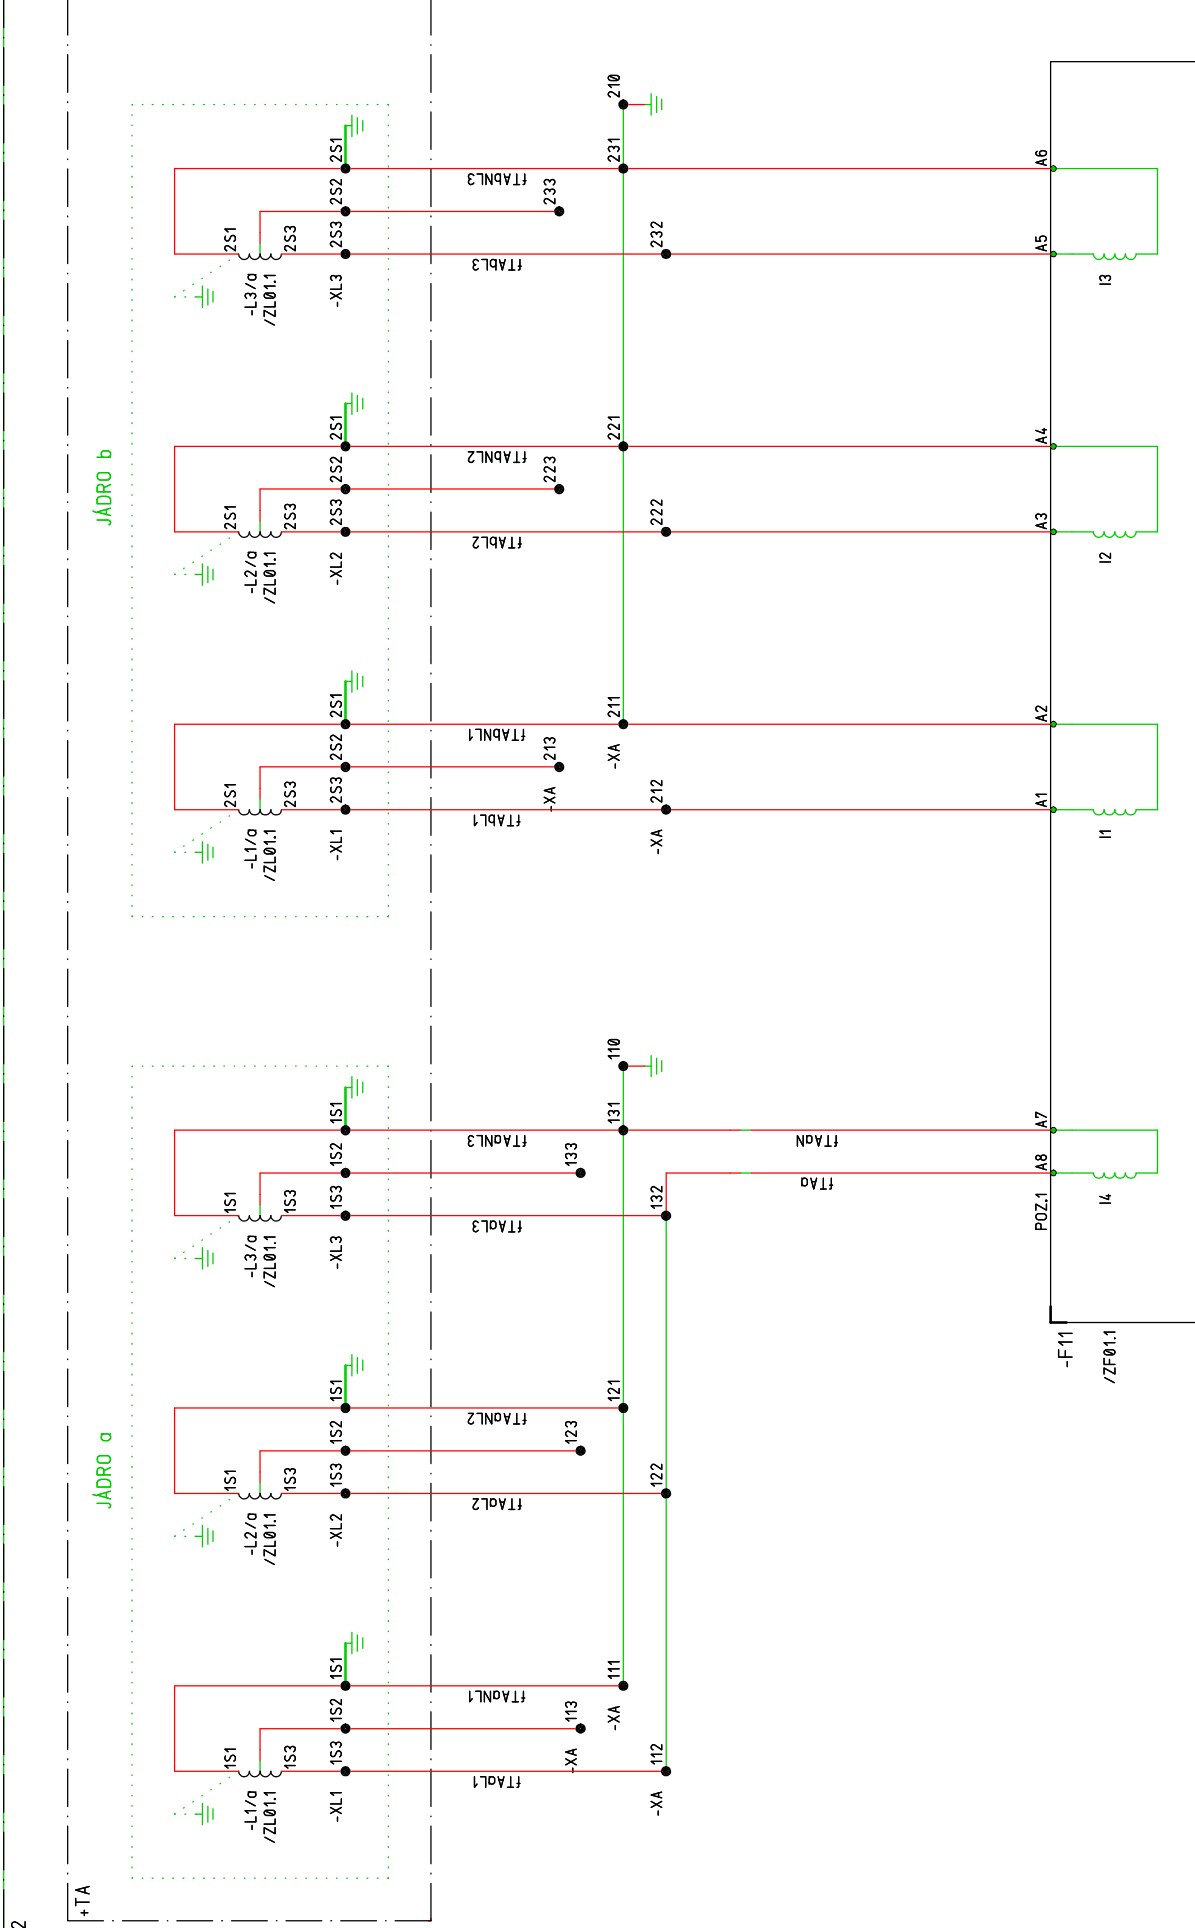 +TA
2
JÁDRO a
-L1/a
/ZL01.1
1S1
1S3
-XL1
1S3
1S2
1S1
fTAaL1
fTAaNL1
-XA
113
-XA
111
-XA
112
-L2/a
/ZL01.1
1S1
1S3
-XL2
1S3
1S2
1S1
fTAaL2
fTAaNL2
123
121
122
-L3/a
/ZL01.1
1S1
1S3
-XL3
1S3
1S2
1S1
fTAaL3
fTAaNL3
133
131
132
110
fTAa
fTAaN
JÁDRO b
-L1/a
/ZL01.1
2S1
2S3
-XL1
2S3
2S2
2S1
fTAbL1
fTAbNL1
-XA
213
-XA
211
-XA
212
-L2/a
/ZL01.1
2S1
2S3
-XL2
2S3
2S2
2S1
fTAbL2
fTAbNL2
223
221
222
-L3/a
/ZL01.1
2S1
2S3
-XL3
2S3
2S2
2S1
fTAbL3
fTAbNL3
233
231
232
210
-F11
/ZF01.1
POZ.1
A8
A7
A1
A2
A3
A4
A5
A6
I4
I1
I2
I3